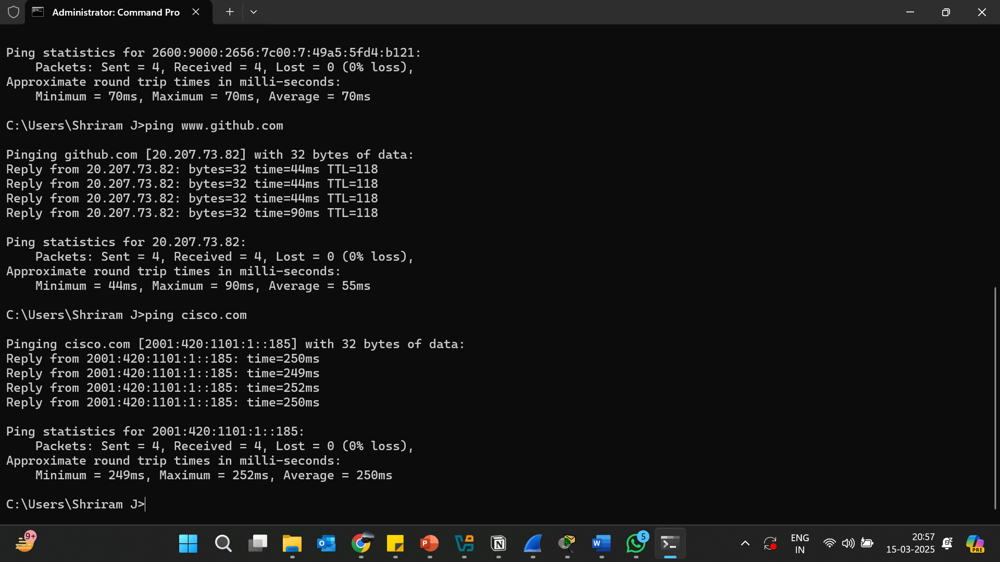 Administrator: Command Pro
Ping statistics for 2600:9000:2656:7c00:7:49a5:5fd4:b121:
    Packets: Sent = 4, Received = 4, Lost = 0 (0% loss),
Approximate round trip times in milli-seconds:
    Minimum = 70ms, Maximum = 70ms, Average = 70ms
C:\Users\Shriram J>ping www.github.com
Pinging github.com [20.207.73.82] with 32 bytes of data:
Reply from 20.207.73.82: bytes=32 time=44ms TTL=118
Reply from 20.207.73.82: bytes=32 time=44ms TTL=118
Reply from 20.207.73.82: bytes=32 time=44ms TTL=118
Reply from 20.207.73.82: bytes=32 time=90ms TTL=118
Ping statistics for 20.207.73.82:
    Packets: Sent = 4, Received = 4, Lost = 0 (0% loss),
Approximate round trip times in milli-seconds:
    Minimum = 44ms, Maximum = 90ms, Average = 55ms
C:\Users\Shriram J>ping cisco.com
Pinging cisco.com [2001:420:1101:1::185] with 32 bytes of data:
Reply from 2001:420:1101:1::185: time=250ms
Reply from 2001:420:1101:1::185: time=249ms
Reply from 2001:420:1101:1::185: time=252ms
Reply from 2001:420:1101:1::185: time=250ms
Ping statistics for 2001:420:1101:1::185:
    Packets: Sent = 4, Received = 4, Lost = 0 (0% loss),
Approximate round trip times in milli-seconds:
    Minimum = 249ms, Maximum = 252ms, Average = 250ms
C:\Users\Shriram J>
9+
5
ENG
IN
20:57
15-03-2025
PRE